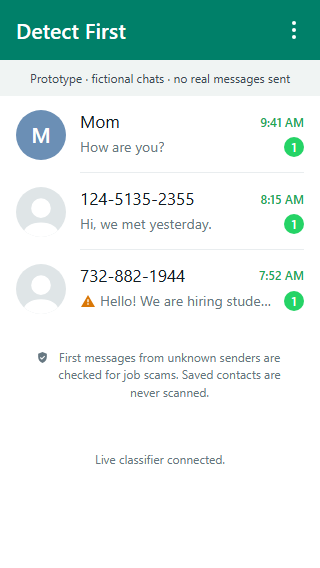 Detect First
Prototype · fictional chats · no real messages sent
M
Mom
9:41 AM
How are you?
1
124-5135-2355
8:15 AM
Hi, we met yesterday.
1
732-882-1944
7:52 AM
Hello! We are hiring stude...
1
First messages from unknown senders are
checked for job scams. Saved contacts are
never scanned.
Live classifier connected.